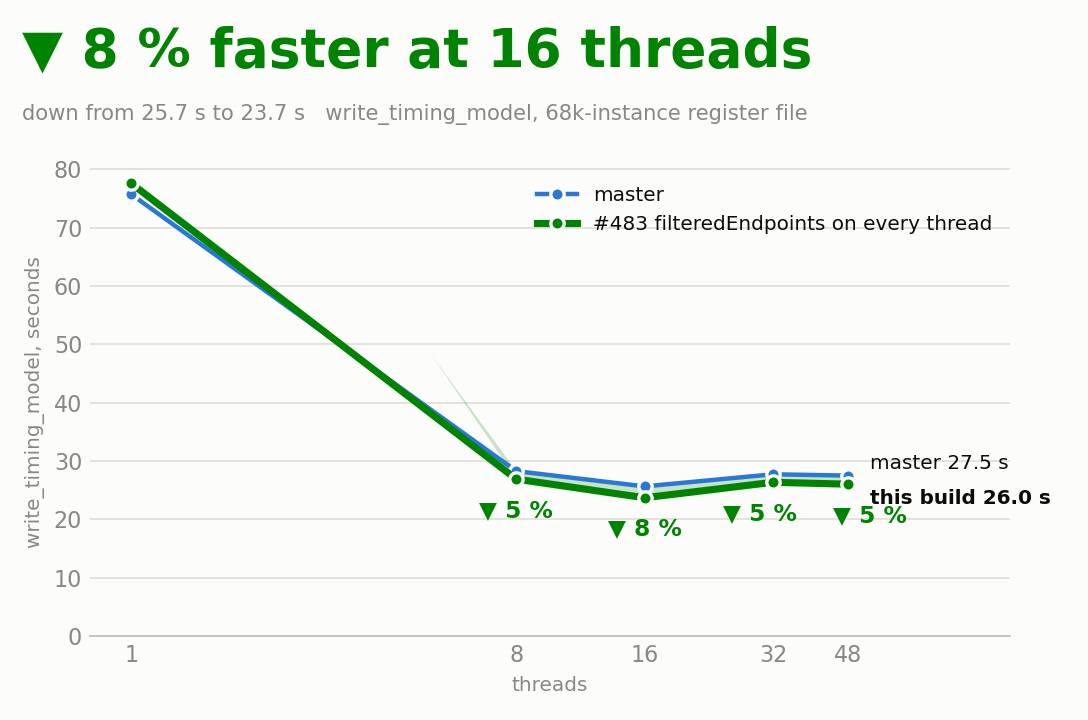 ▼ 8 % faster at 16 threads
down from 25.7 s to 23.7 s   write_timing_model, 68k-instance register file
write_timing_model, seconds
80
70
60
50
40
30
20
10
0
master
#483 filteredEndpoints on every thread
master 27.5 s
this build 26.0 s
▼ 5 %
▼ 8 %
▼ 5 %
▼ 5 %
1
8
16
32
48
threads